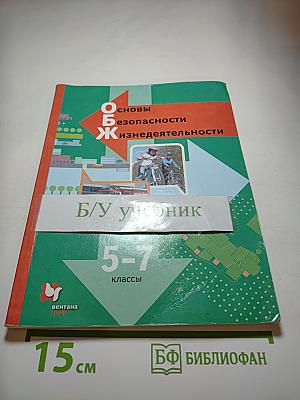 Основы
Безопасности
Жизнедеятельности
Б/У учебник
5–7
классы
вентана
граф
15 см
БФ БИБЛИОФАН